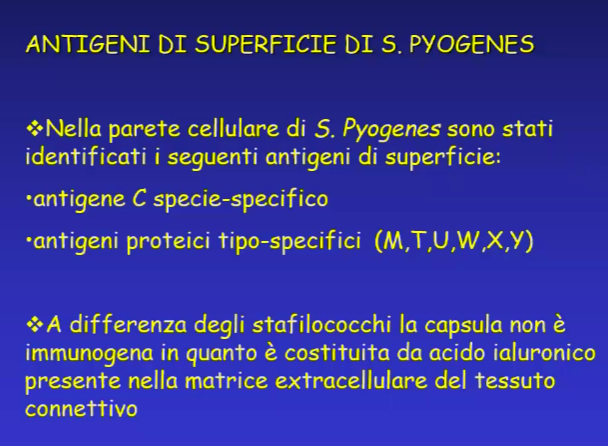 ANTIGENI DI SUPERFICIE DI S. PYOGENES
❖Nella parete cellulare di S. Pyogenes sono stati
identificati i seguenti antigeni di superficie:
•antigene C specie-specifico
•antigeni proteici tipo-specifici (M,T,U,W,X,Y)
❖A differenza degli stafilococchi la capsula non è
immunogena in quanto è costituita da acido ialuronico
presente nella matrice extracellulare del tessuto
connettivo